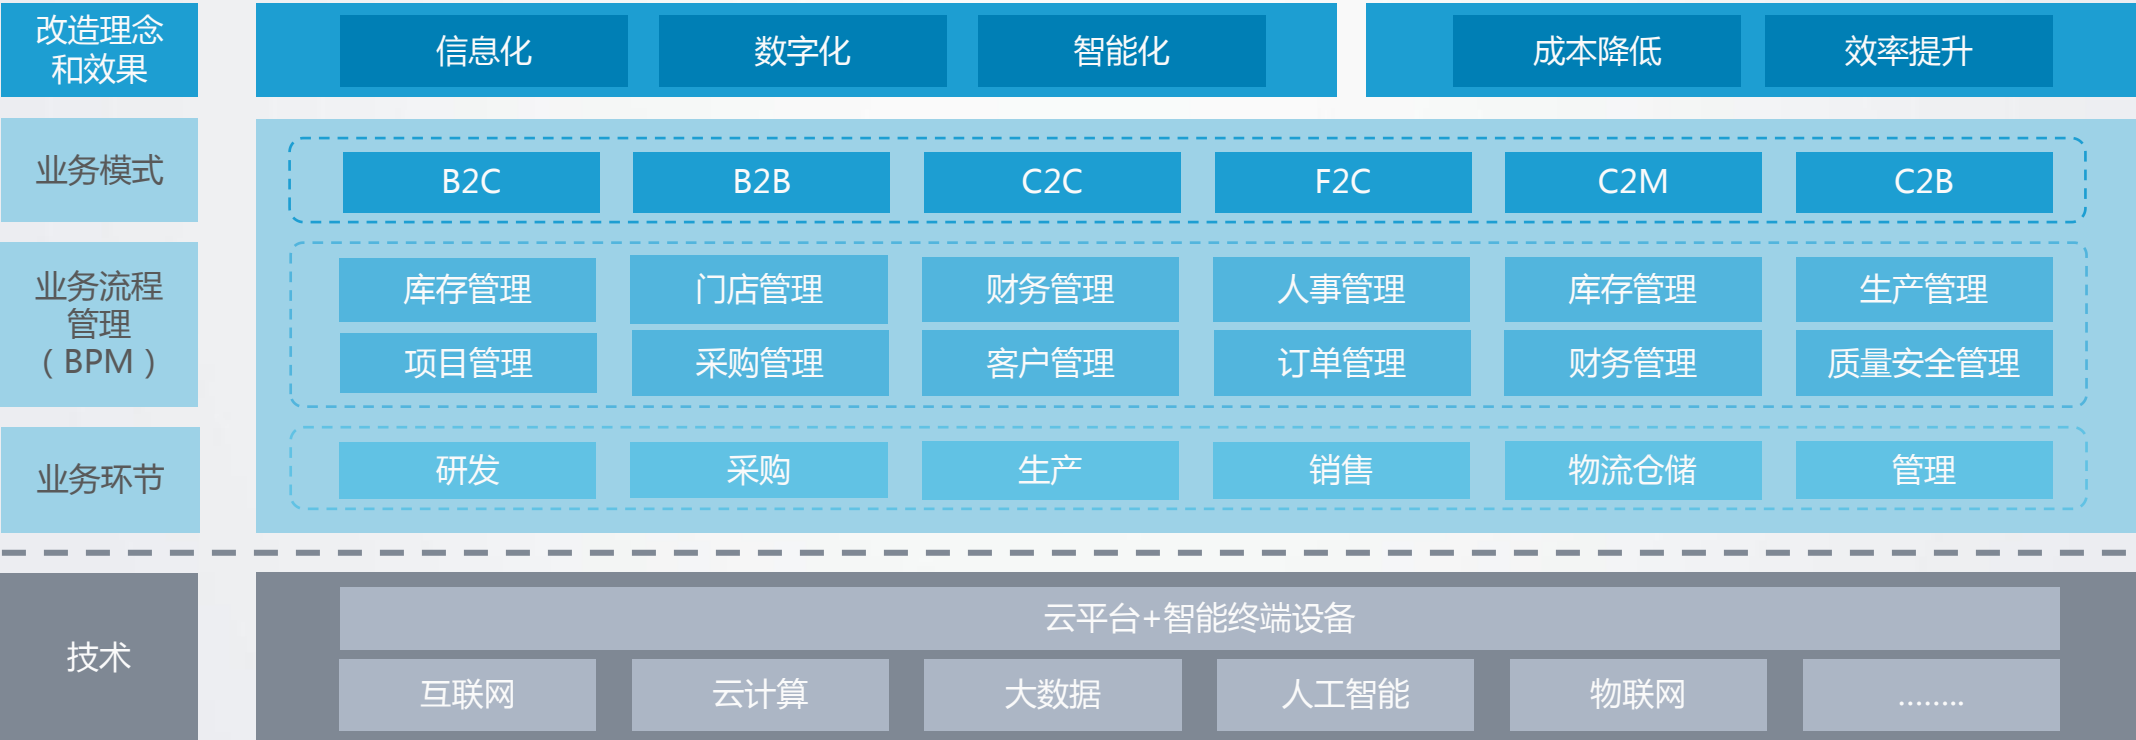 改造理念
和效果
信息化
数字化
智能化
成本降低
效率提升
业务模式
B2C
B2B
C2C
F2C
C2M
C2B
业务流程
管理
（BPM）
库存管理
门店管理
财务管理
人事管理
库存管理
生产管理
项目管理
采购管理
客户管理
订单管理
财务管理
质量安全管理
业务环节
研发
采购
生产
销售
物流仓储
管理
技术
云平台+智能终端设备
互联网
云计算
大数据
人工智能
物联网
……..